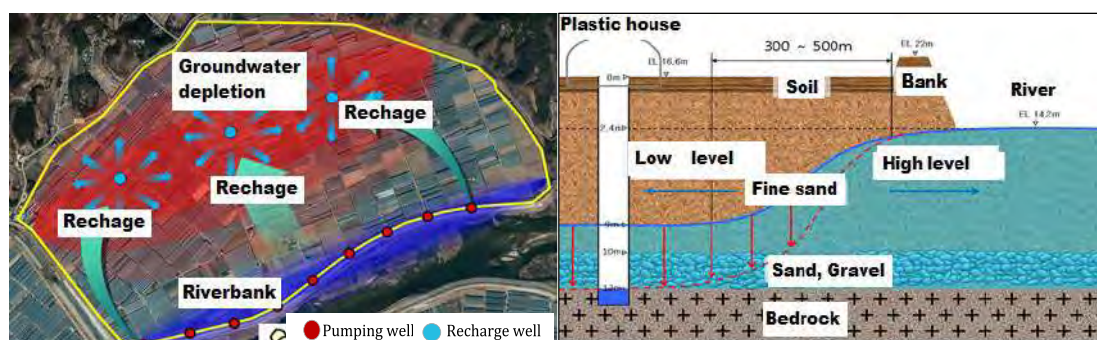 Groundwater
depletion
Rechage
Rechage
Rechage
Riverbank
Pumping well
Recharge well
Plastic house
300 ~ 500m
EL 22m
EL 16.6m
0m
Soil
Bank
River
EL 14.2m
2.4m
Low level
High level
Fine sand
9m
10m
Sand, Gravel
Bedrock